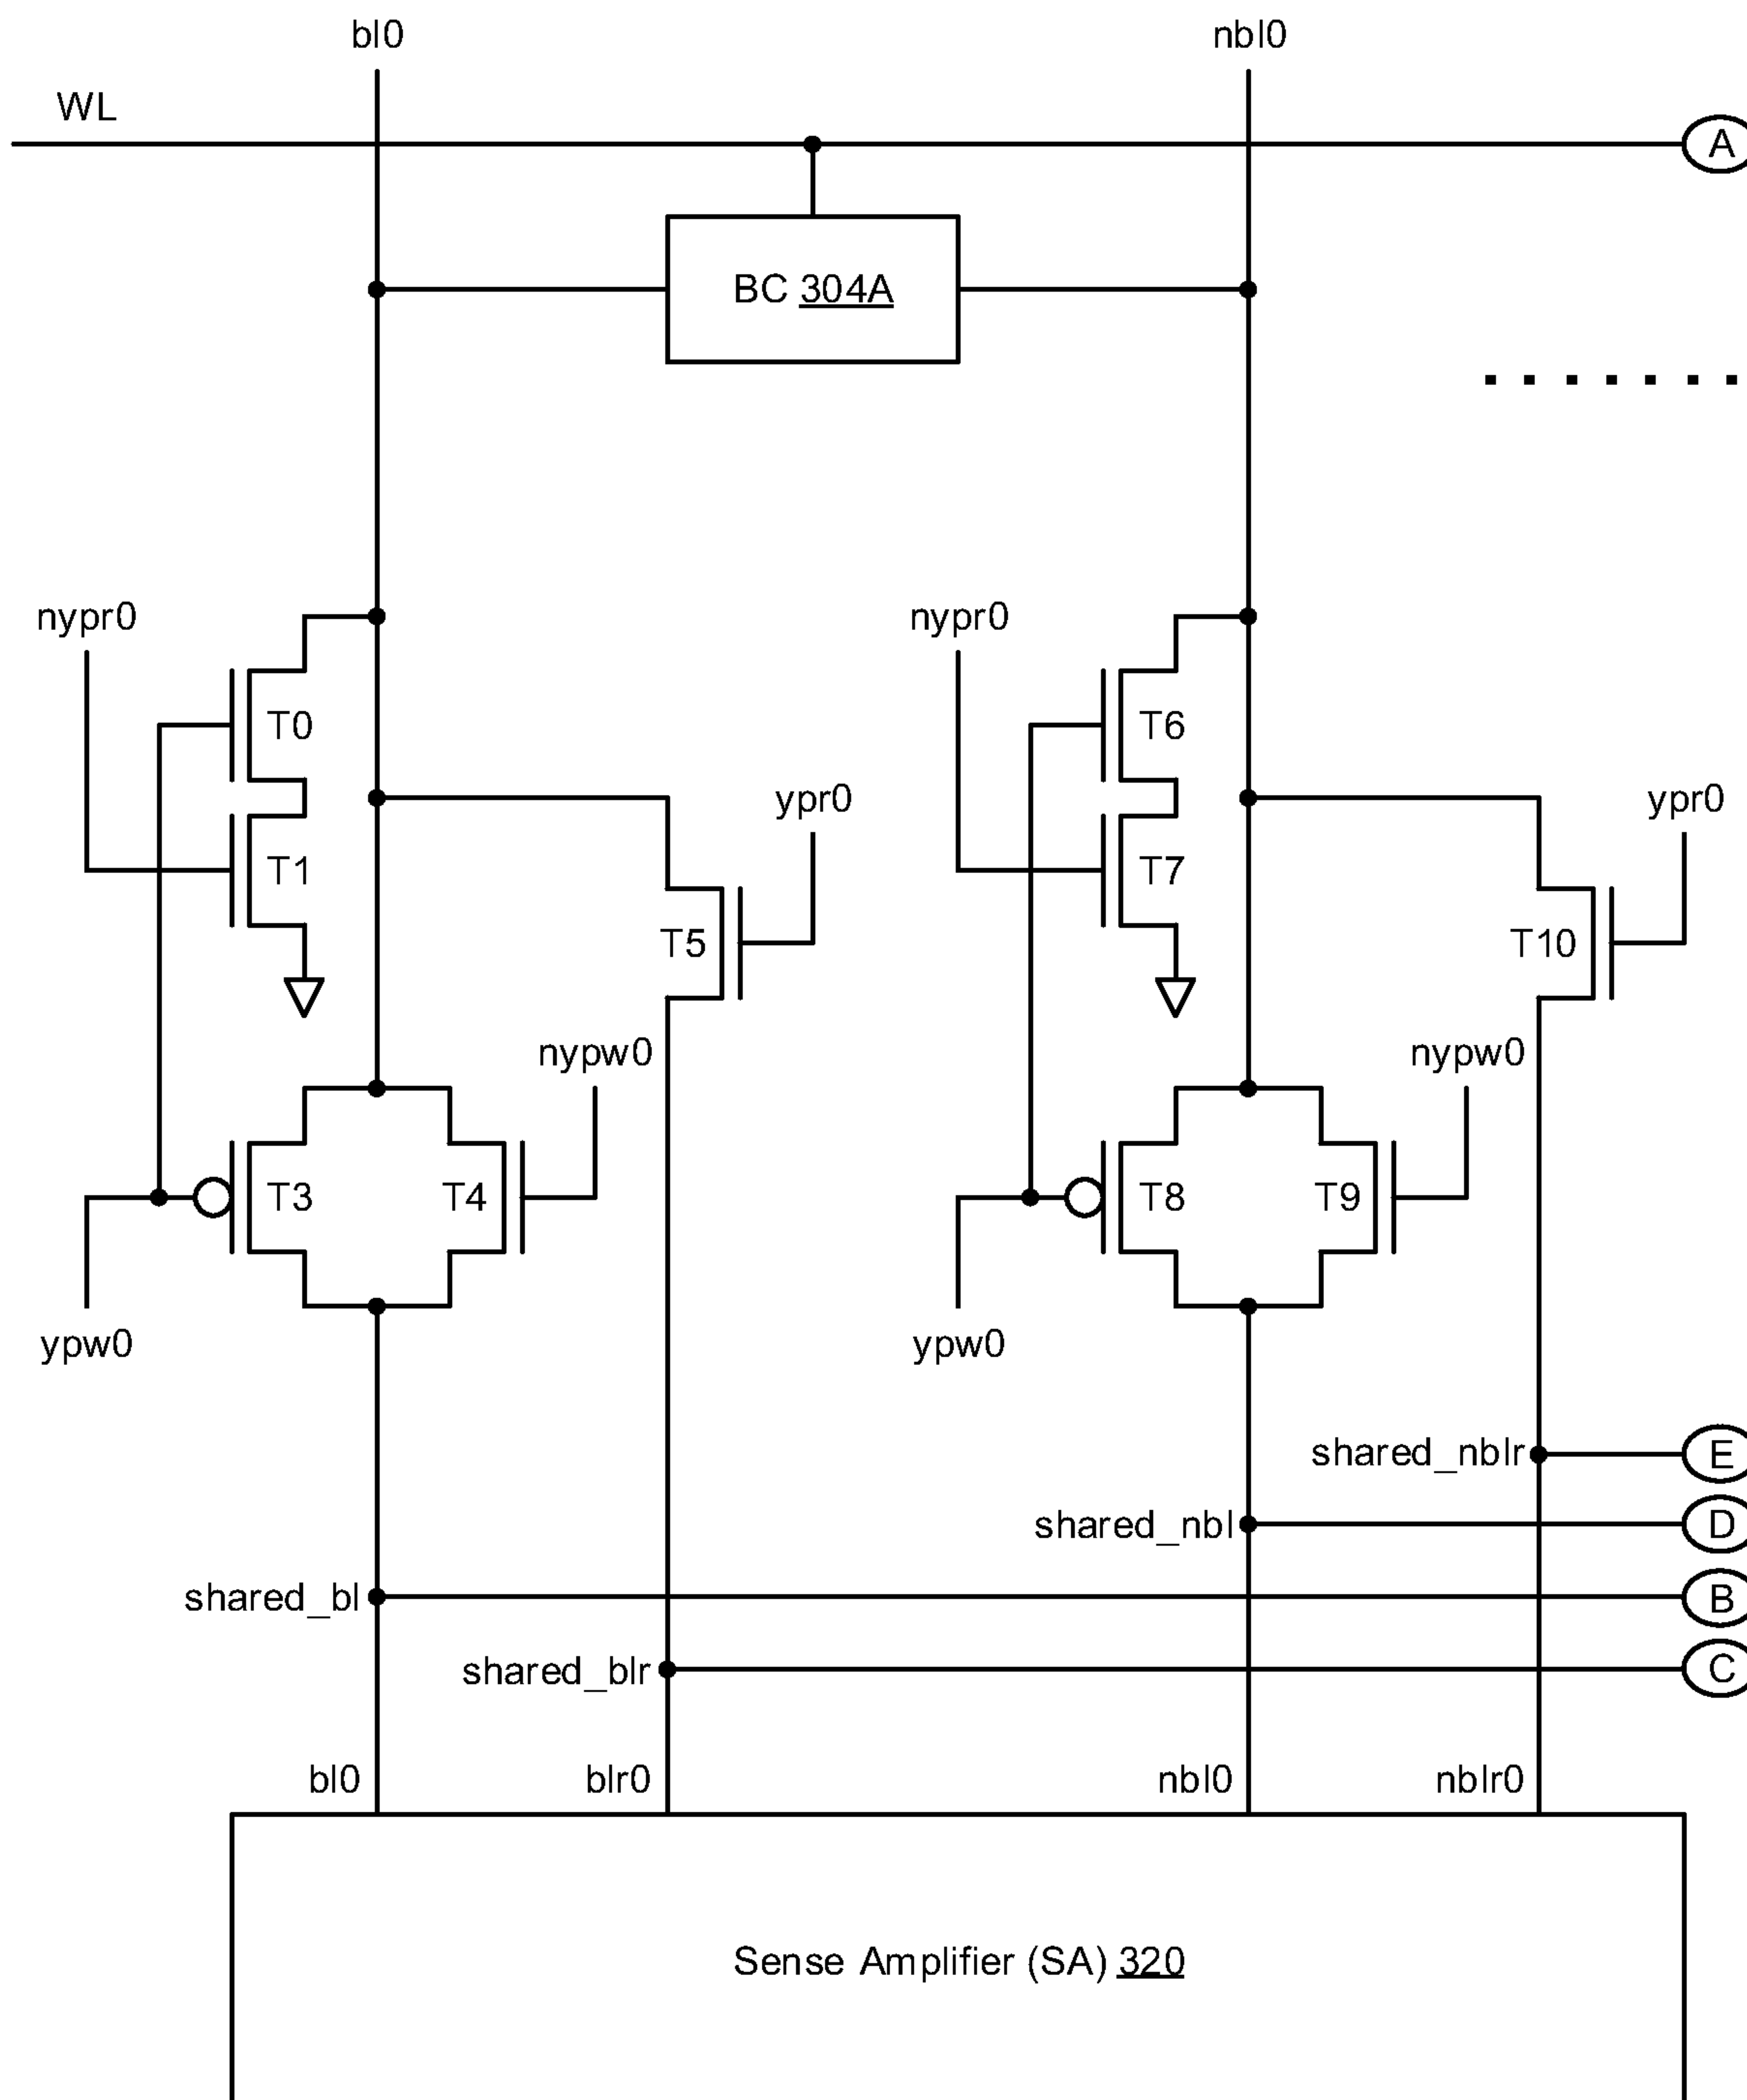 bl0
nbl0
WL
A
BC 304A
nypr0
nypr0
T0
T6
ypr0
ypr0
T1
T7
T5
T10
nypw0
nypw0
T3
T4
T8
T9
ypw0
ypw0
shared_nblr
E
shared_nbl
D
shared_bl
B
shared_blr
C
bl0
blr0
nbl0
nblr0
Sense Amplifier (SA) 320